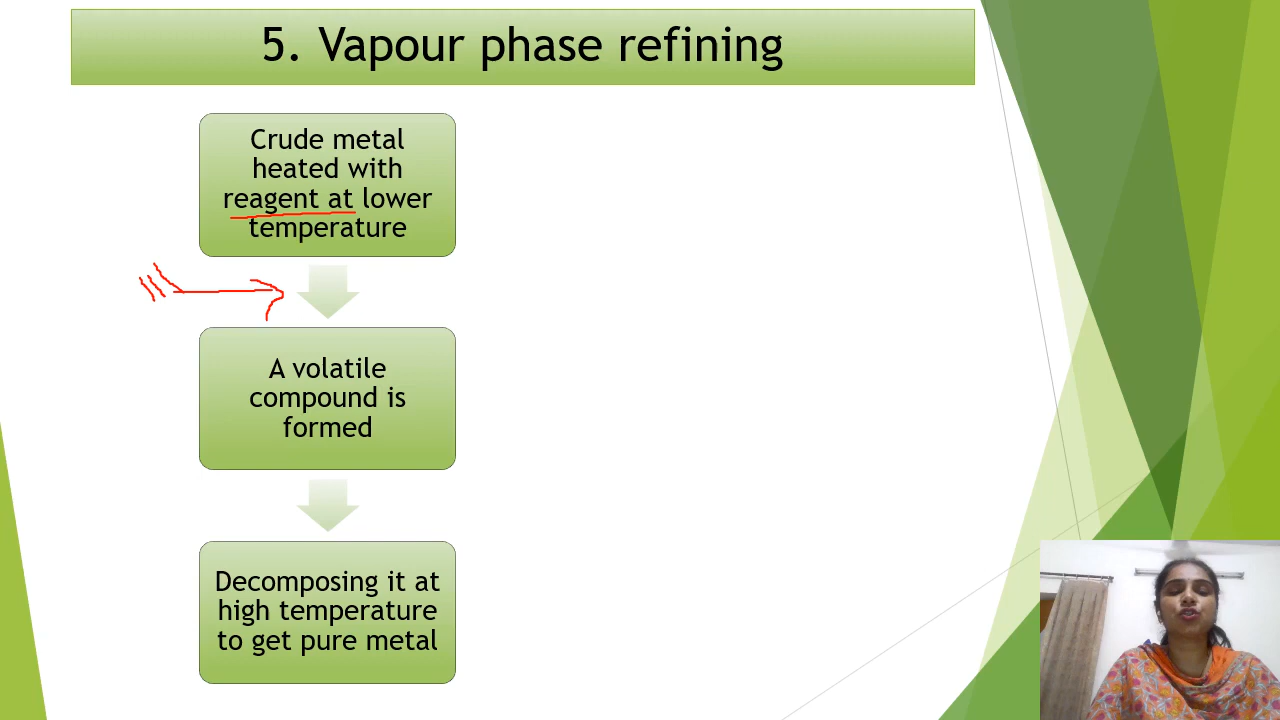 5. Vapour phase refining
Crude metal
heated with
reagent at lower
temperature
A volatile
compound is
formed
Decomposing it at
high temperature
to get pure metal